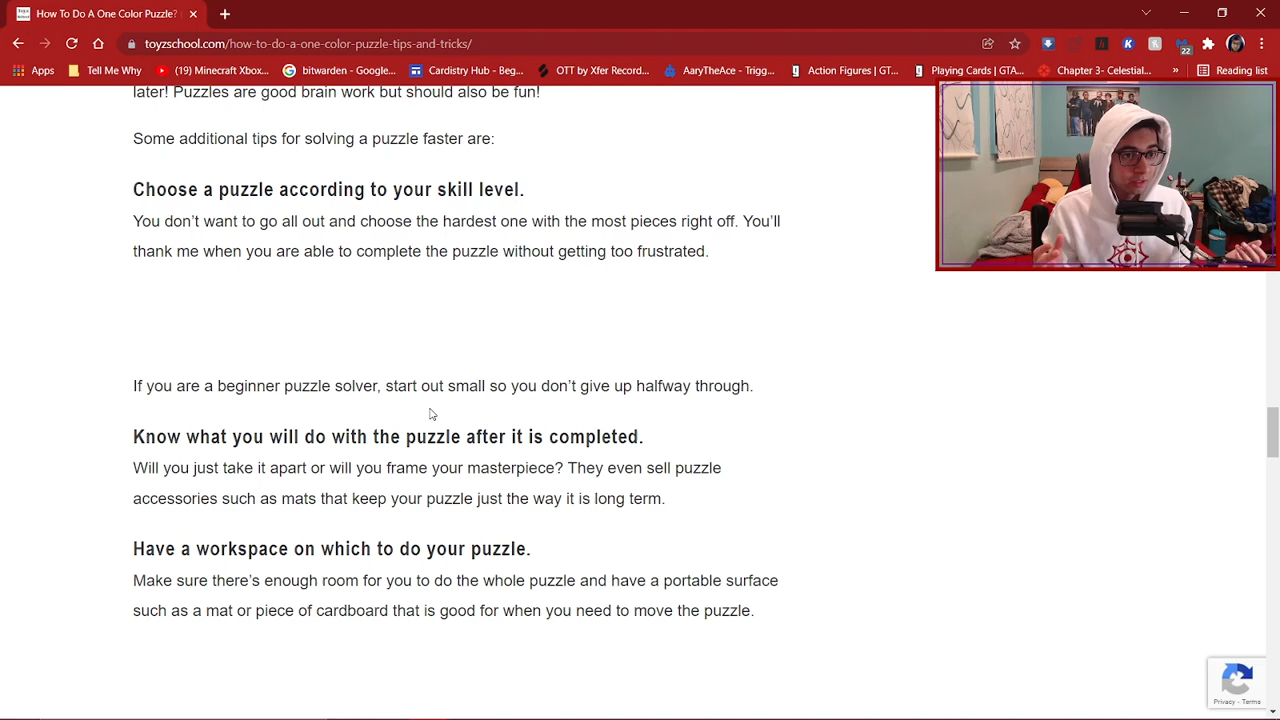 How To Do A One Color Puzzle?
toyzschool.com/how-to-do-a-one-color-puzzle-tips-and-tricks/
22
Apps
Tell Me Why
(19) Minecraft Xbox...
bitwarden - Google...
Cardistry Hub - Beg...
OTT by Xfer Record...
AaryTheAce - Trigg...
Action Figures | GT...
Playing Cards | GTA...
Chapter 3- Celestial...
»
Reading list
later! Puzzles are good brain work but should also be fun!
Some additional tips for solving a puzzle faster are:
Choose a puzzle according to your skill level.
You don’t want to go all out and choose the hardest one with the most pieces right off. You’ll
thank me when you are able to complete the puzzle without getting too frustrated.
If you are a beginner puzzle solver, start out small so you don’t give up halfway through.
Know what you will do with the puzzle after it is completed.
Will you just take it apart or will you frame your masterpiece? They even sell puzzle
accessories such as mats that keep your puzzle just the way it is long term.
Have a workspace on which to do your puzzle.
Make sure there’s enough room for you to do the whole puzzle and have a portable surface
such as a mat or piece of cardboard that is good for when you need to move the puzzle.
Privacy - Terms